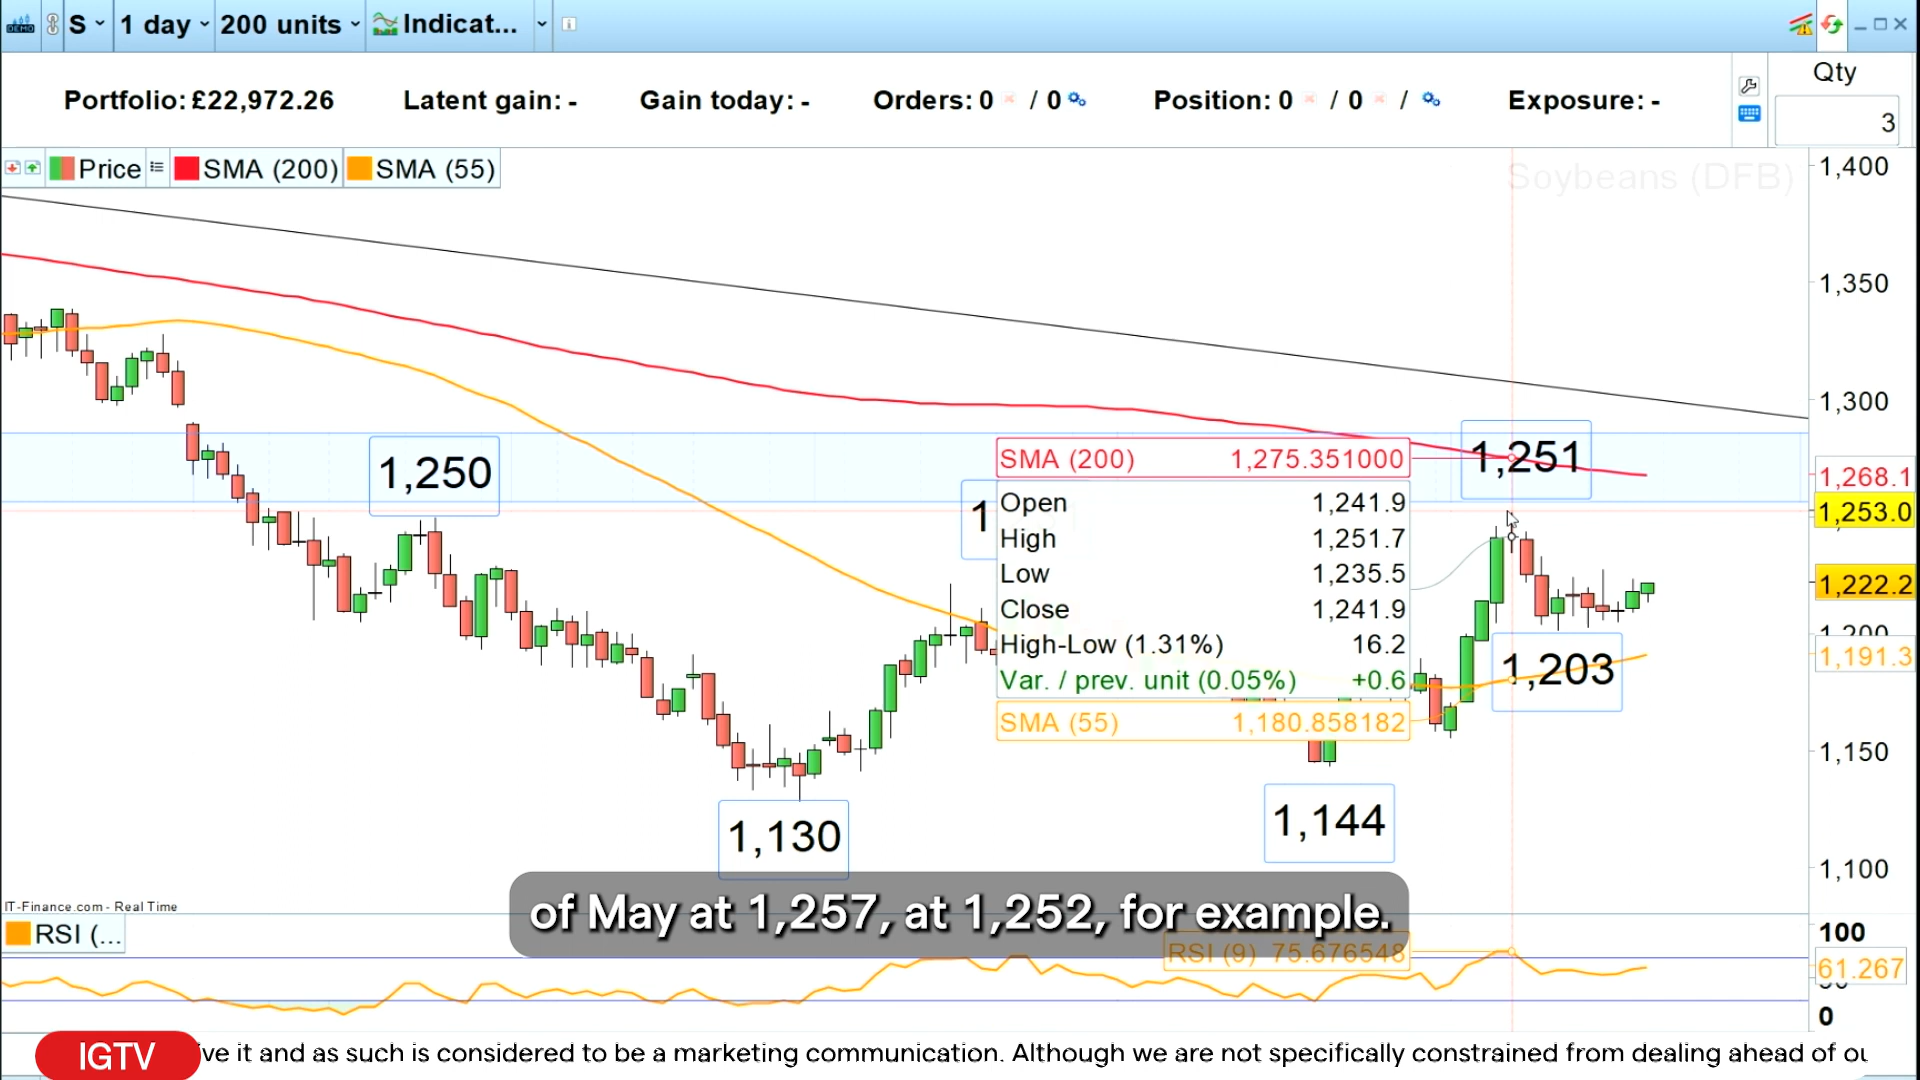 DEMO S 1 day 200 units Indicat...
Portfolio: £22,972.26 Latent gain: - Gain today: - Orders: 0 / 0 Position: 0 / 0 / Exposure: -
Qty
3
Price SMA (200) SMA (55)
Soybeans (DFB)
1,400
1,350
1,300
1,250
1,251
SMA (200) 1,275.351000
1,268.1
1,253.0
Open 1,241.9
High 1,251.7
Low 1,235.5
Close 1,241.9
High-Low (1.31%) 16.2
Var. / prev. unit (0.05%) +0.6
SMA (55) 1,180.858182
1,222.2
1,200
1,191.3
1,203
1,150
1,130
1,144
1,100
IT-Finance.com - Real Time
of May at 1,257, at 1,252, for example.
RSI (...
RSI (9) 75.676548
100
61.267
0
IGTV ive it and as such is considered to be a marketing communication. Although we are not specifically constrained from dealing ahead of ou